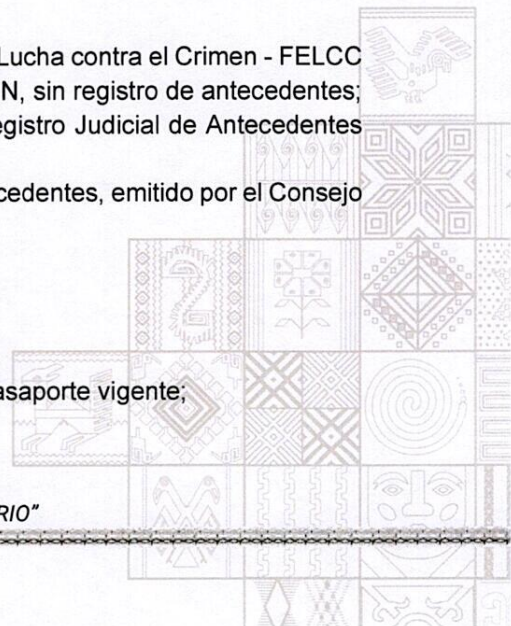 Lucha contra el Crimen - FELCC
N, sin registro de antecedentes;
egistro Judicial de Antecedentes
cedentes, emitido por el Consejo
asaporte vigente;
RIO”